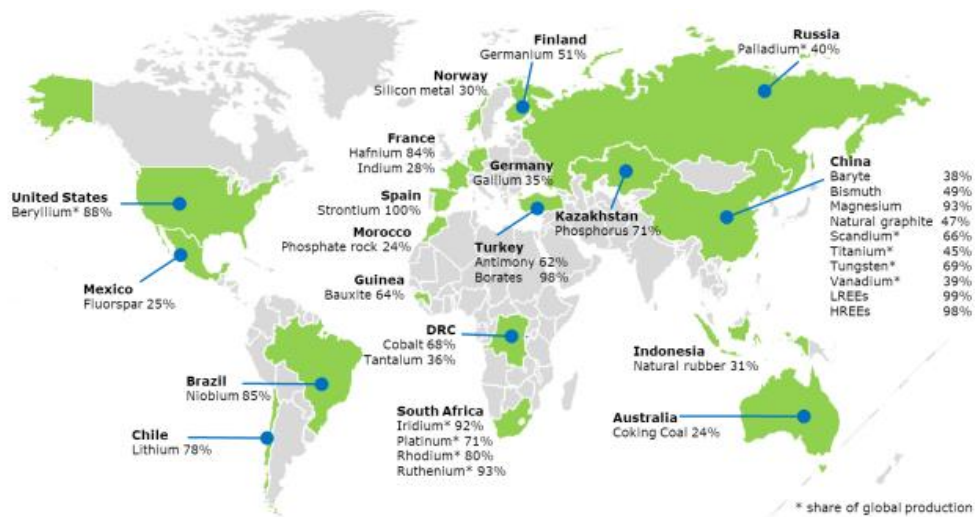 Finland
Germanium 51%
Russia
Palladium* 40%
Norway
Silicon metal 30%
France
Hafnium 84%
Indium 28%
Germany
Gallium 35%
China
Baryte 38%
Bismuth 49%
Magnesium 93%
Natural graphite 47%
Scandium* 66%
Titanium* 45%
Tungsten* 69%
Vanadium* 39%
LREEs 99%
HREEs 98%
United States
Beryllium* 88%
Spain
Strontium 100%
Kazakhstan
Phosphorus 71%
Morocco
Phosphate rock 24%
Turkey
Antimony 62%
Borates 98%
Mexico
Fluorspar 25%
Guinea
Bauxite 64%
DRC
Cobalt 68%
Tantalum 36%
Indonesia
Natural rubber 31%
Brazil
Niobium 85%
South Africa
Iridium* 92%
Platinum* 71%
Rhodium* 80%
Ruthenium* 93%
Australia
Coking Coal 24%
Chile
Lithium 78%
* share of global production